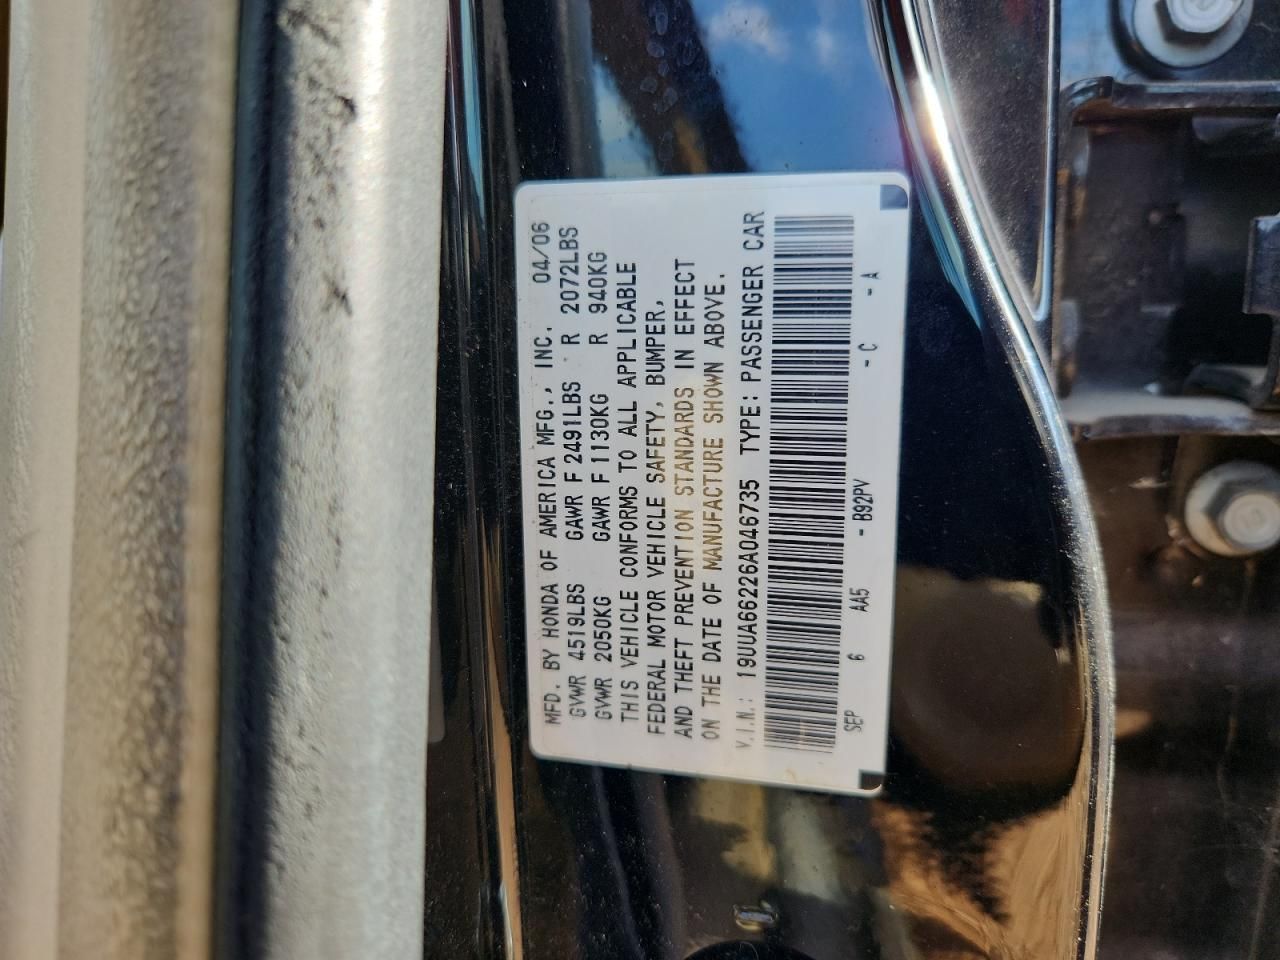 MFD. BY HONDA OF AMERICA MFG., INC. 04/06
GVWR 4519LBS GAWR F 2491LBS R 2072LBS
GVWR 2050KG GAWR F 1130KG R 940KG
THIS VEHICLE CONFORMS TO ALL APPLICABLE
FEDERAL MOTOR VEHICLE SAFETY, BUMPER,
AND THEFT PREVENTION STANDARDS IN EFFECT
ON THE DATE OF MANUFACTURE SHOWN ABOVE.
V.I.N.: 19UUA66226A046735 TYPE: PASSENGER CAR
SEP 6 AA5 - B92PV - C - A